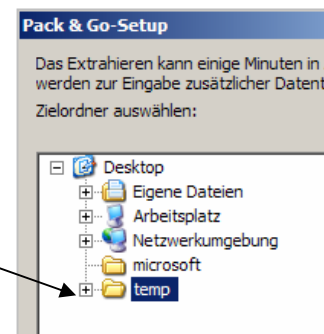 Pack & Go-Setup
Das Extrahieren kann einige Minuten in
werden zur Eingabe zusätzlicher Datent
Zielordner auswählen:
Desktop
Eigene Dateien
Arbeitsplatz
Netzwerkumgebung
microsoft
temp